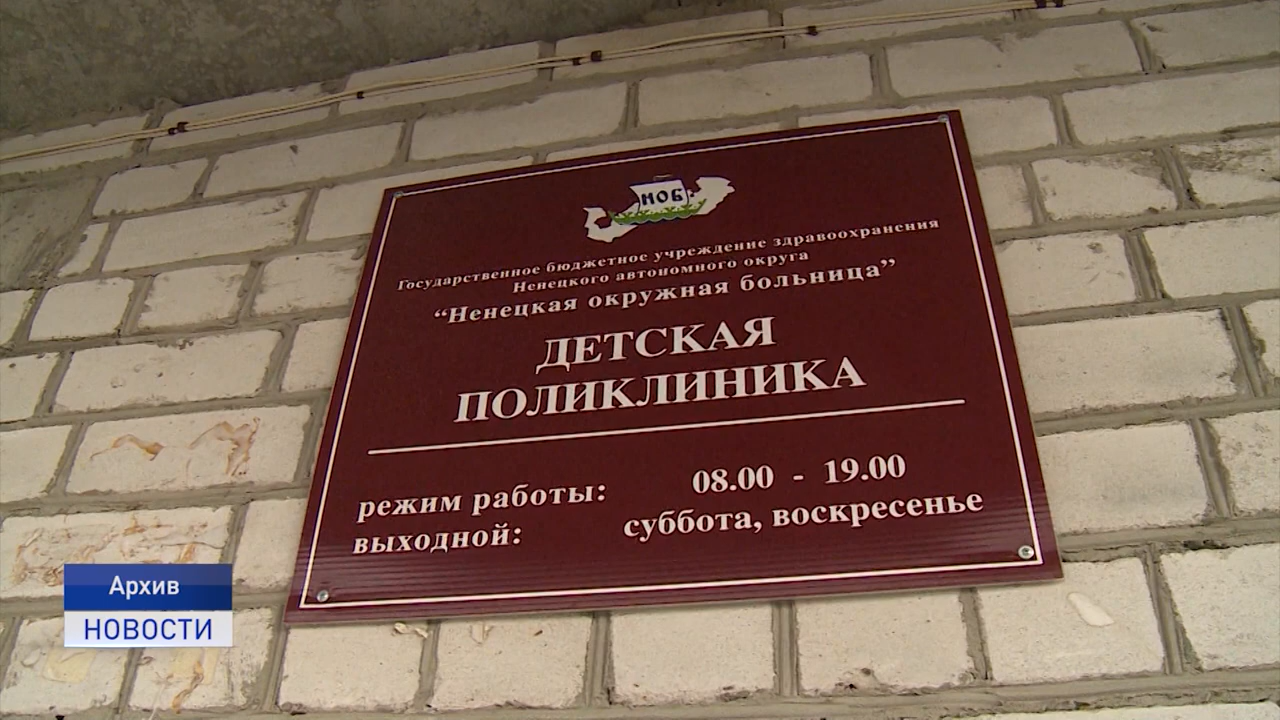 НОБ
Государственное бюджетное учреждение здравоохранения
Ненецкого автономного округа
“Ненецкая окружная больница”
ДЕТСКАЯ
ПОЛИКЛИНИКА
режим работы: 08.00 - 19.00
выходной: суббота, воскресенье
Архив
НОВОСТИ